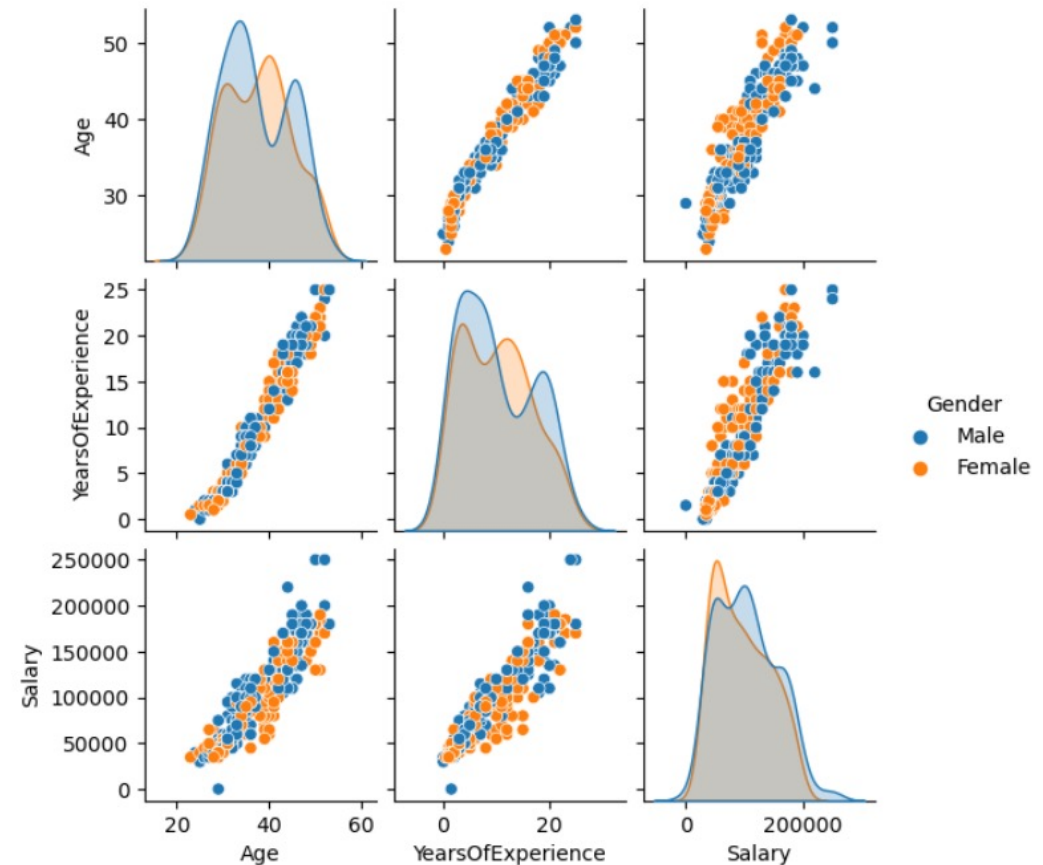 50
40
30
Age
25
20
15
10
5
0
YearsOfExperience
Gender
Male
Female
250000
200000
150000
100000
50000
0
Salary
20 40 60
Age
0 20
YearsOfExperience
0 200000
Salary